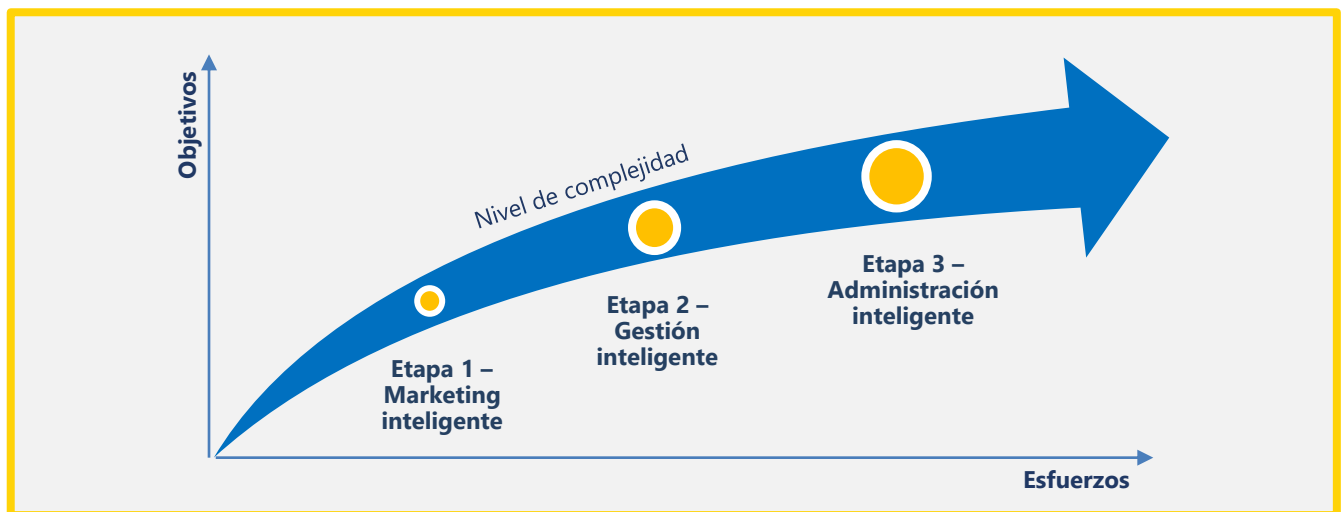 Objetivos
Nivel de complejidad
Etapa 1 –
Marketing
inteligente
Etapa 2 –
Gestión
inteligente
Etapa 3 –
Administración
inteligente
Esfuerzos